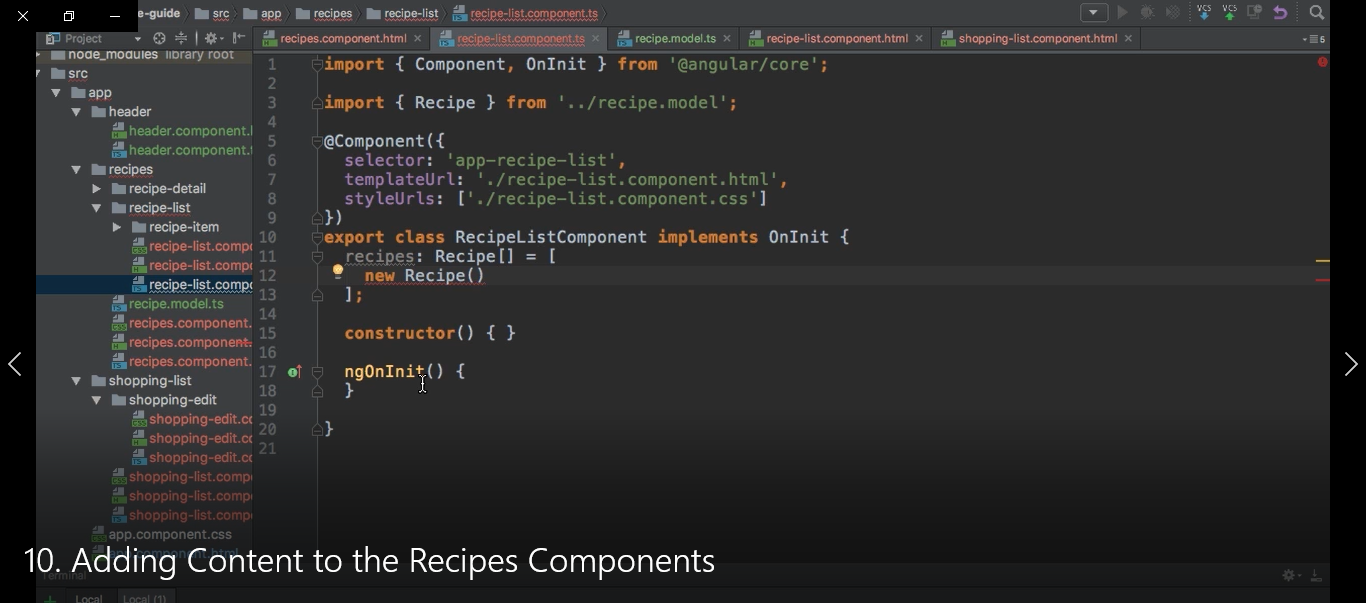 e-guide src app recipes recipe-list recipe-list.component.ts
Project
recipes.component.html recipe-list.component.ts recipe.model.ts recipe-list.component.html shopping-list.component.html 5
node_modules library root
src
app
header
header.component.
header.component.
recipes
recipe-detail
recipe-list
recipe-item
recipe-list.compo
recipe-list.compo
recipe-list.compo
recipe.model.ts
recipes.component.
recipes.component.
recipes.component.
shopping-list
shopping-edit
shopping-edit.co
shopping-edit.co
shopping-edit.co
shopping-list.compo
shopping-list.compo
shopping-list.compo
app.component.css
1 import { Component, OnInit } from '@angular/core';
2
3 import { Recipe } from '../recipe.model';
4
5 @Component({
6 selector: 'app-recipe-list',
7 templateUrl: './recipe-list.component.html',
8 styleUrls: ['./recipe-list.component.css']
9 })
10 export class RecipeListComponent implements OnInit {
11 recipes: Recipe[] = [
12 new Recipe()
13 ];
14
15 constructor() { }
16
17 ngOnInit() {
18 }
19
20 }
21
10. Adding Content to the Recipes Components
Terminal
Local Local (1)